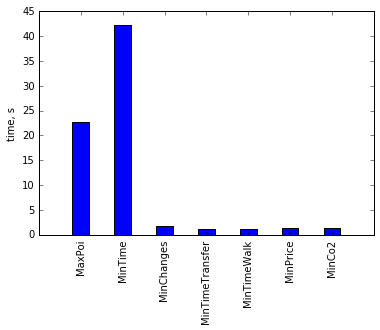 45
40
35
30
25
20
15
10
5
0
time, s
MaxPoi
MinTime
MinChanges
MinTimeTransfer
MinTimeWalk
MinPrice
MinCo2